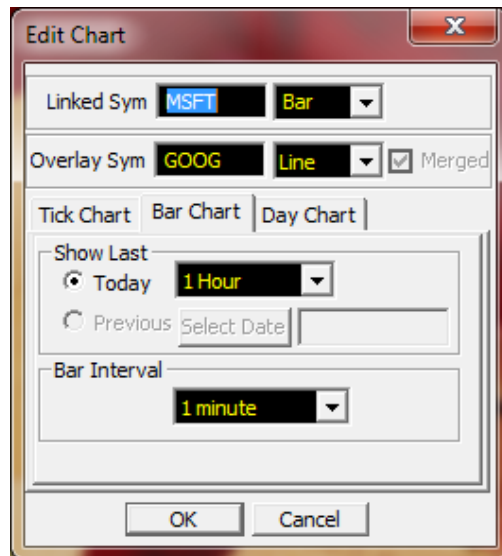 Edit Chart
Linked Sym MSFT Bar
Overlay Sym GOOG Line Merged
Tick Chart Bar Chart Day Chart
Show Last
Today 1 Hour
Previous Select Date
Bar Interval
1 minute
OK Cancel